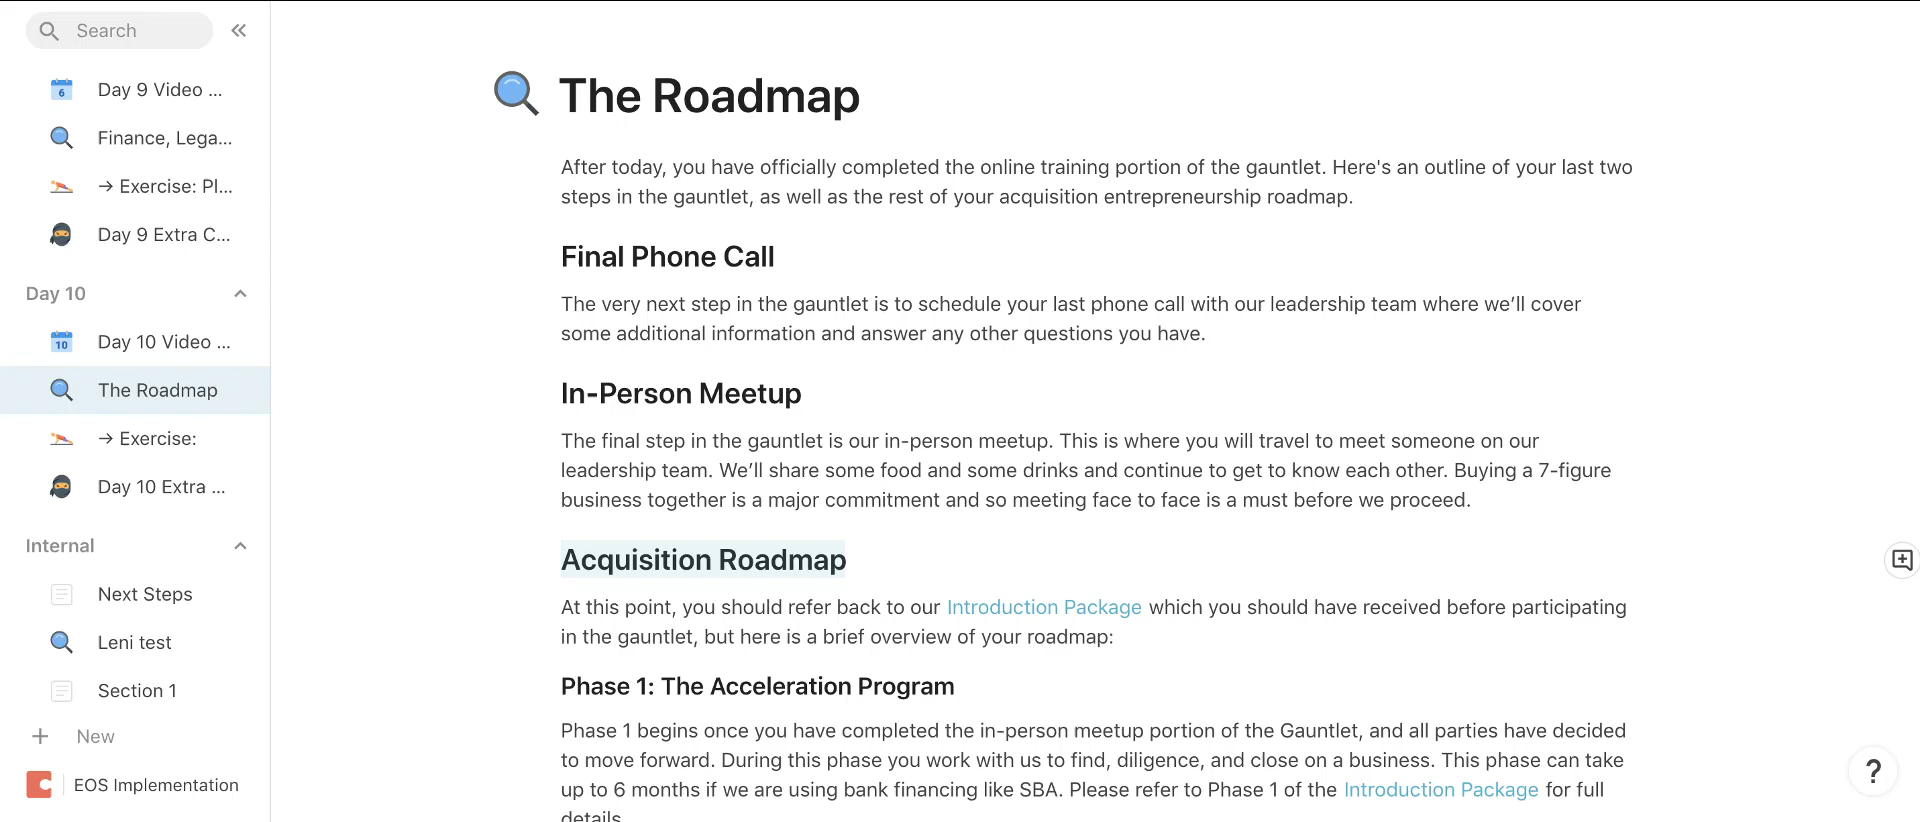 Search
Day 9 Video ...
6
Finance, Lega...
→ Exercise: Pl...
Day 9 Extra C...
Day 10
Day 10 Video ...
10
The Roadmap
→ Exercise:
Day 10 Extra ...
Internal
Next Steps
Leni test
Section 1
New
EOS Implementation
The Roadmap
After today, you have officially completed the online training portion of the gauntlet. Here's an outline of your last two
steps in the gauntlet, as well as the rest of your acquisition entrepreneurship roadmap.
Final Phone Call
The very next step in the gauntlet is to schedule your last phone call with our leadership team where we’ll cover
some additional information and answer any other questions you have.
In-Person Meetup
The final step in the gauntlet is our in-person meetup. This is where you will travel to meet someone on our
leadership team. We’ll share some food and some drinks and continue to get to know each other. Buying a 7-figure
business together is a major commitment and so meeting face to face is a must before we proceed.
Acquisition Roadmap
At this point, you should refer back to our Introduction Package which you should have received before participating
in the gauntlet, but here is a brief overview of your roadmap:
Phase 1: The Acceleration Program
Phase 1 begins once you have completed the in-person meetup portion of the Gauntlet, and all parties have decided
to move forward. During this phase you work with us to find, diligence, and close on a business. This phase can take
up to 6 months if we are using bank financing like SBA. Please refer to Phase 1 of the Introduction Package for full
details.
?